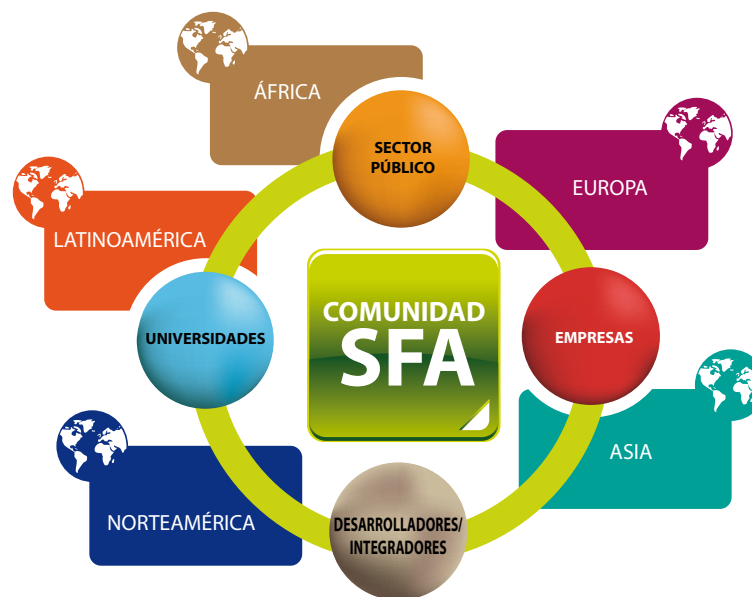 ÁFRICA
SECTOR
PÚBLICO
EUROPA
LATINOAMÉRICA
COMUNIDAD
SFA
UNIVERSIDADES
EMPRESAS
ASIA
NORTEAMÉRICA
DESARROLLADORES/
INTEGRADORES